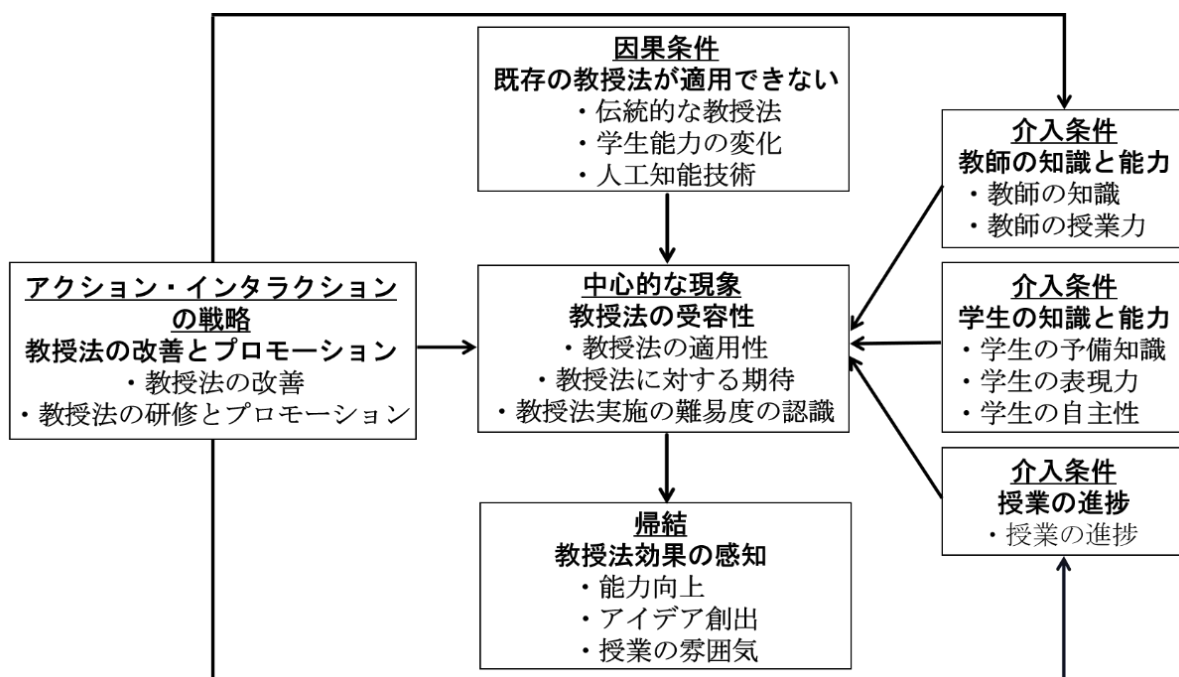 因果条件
既存の教授法が適用できない
・伝統的な教授法
・学生能力の変化
・人工知能技術
介入条件
教師の知識と能力
・教師の知識
・教師の授業力
アクション・インタラクション
の戦略
教授法の改善とプロモーション
・教授法の改善
・教授法の研修とプロモーション
中心的な現象
教授法の受容性
・教授法の適用性
・教授法に対する期待
・教授法実施の難易度の認識
介入条件
学生の知識と能力
・学生の予備知識
・学生の表現力
・学生の自主性
介入条件
授業の進捗
・授業の進捗
帰結
教授法効果の感知
・能力向上
・アイデア創出
・授業の雰囲気